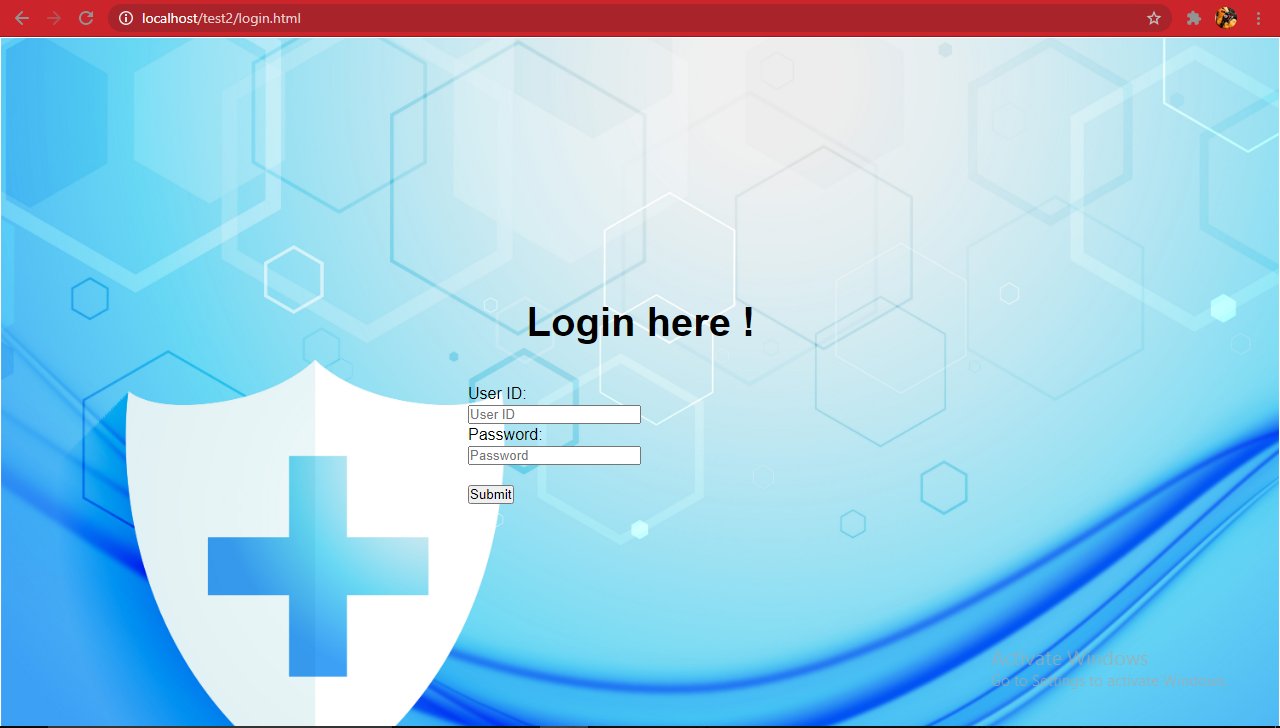 localhost/test2/login.html
Login here !
User ID:
User ID
Password:
Password
Submit
Activate Windows
Go to Settings to activate Windows.